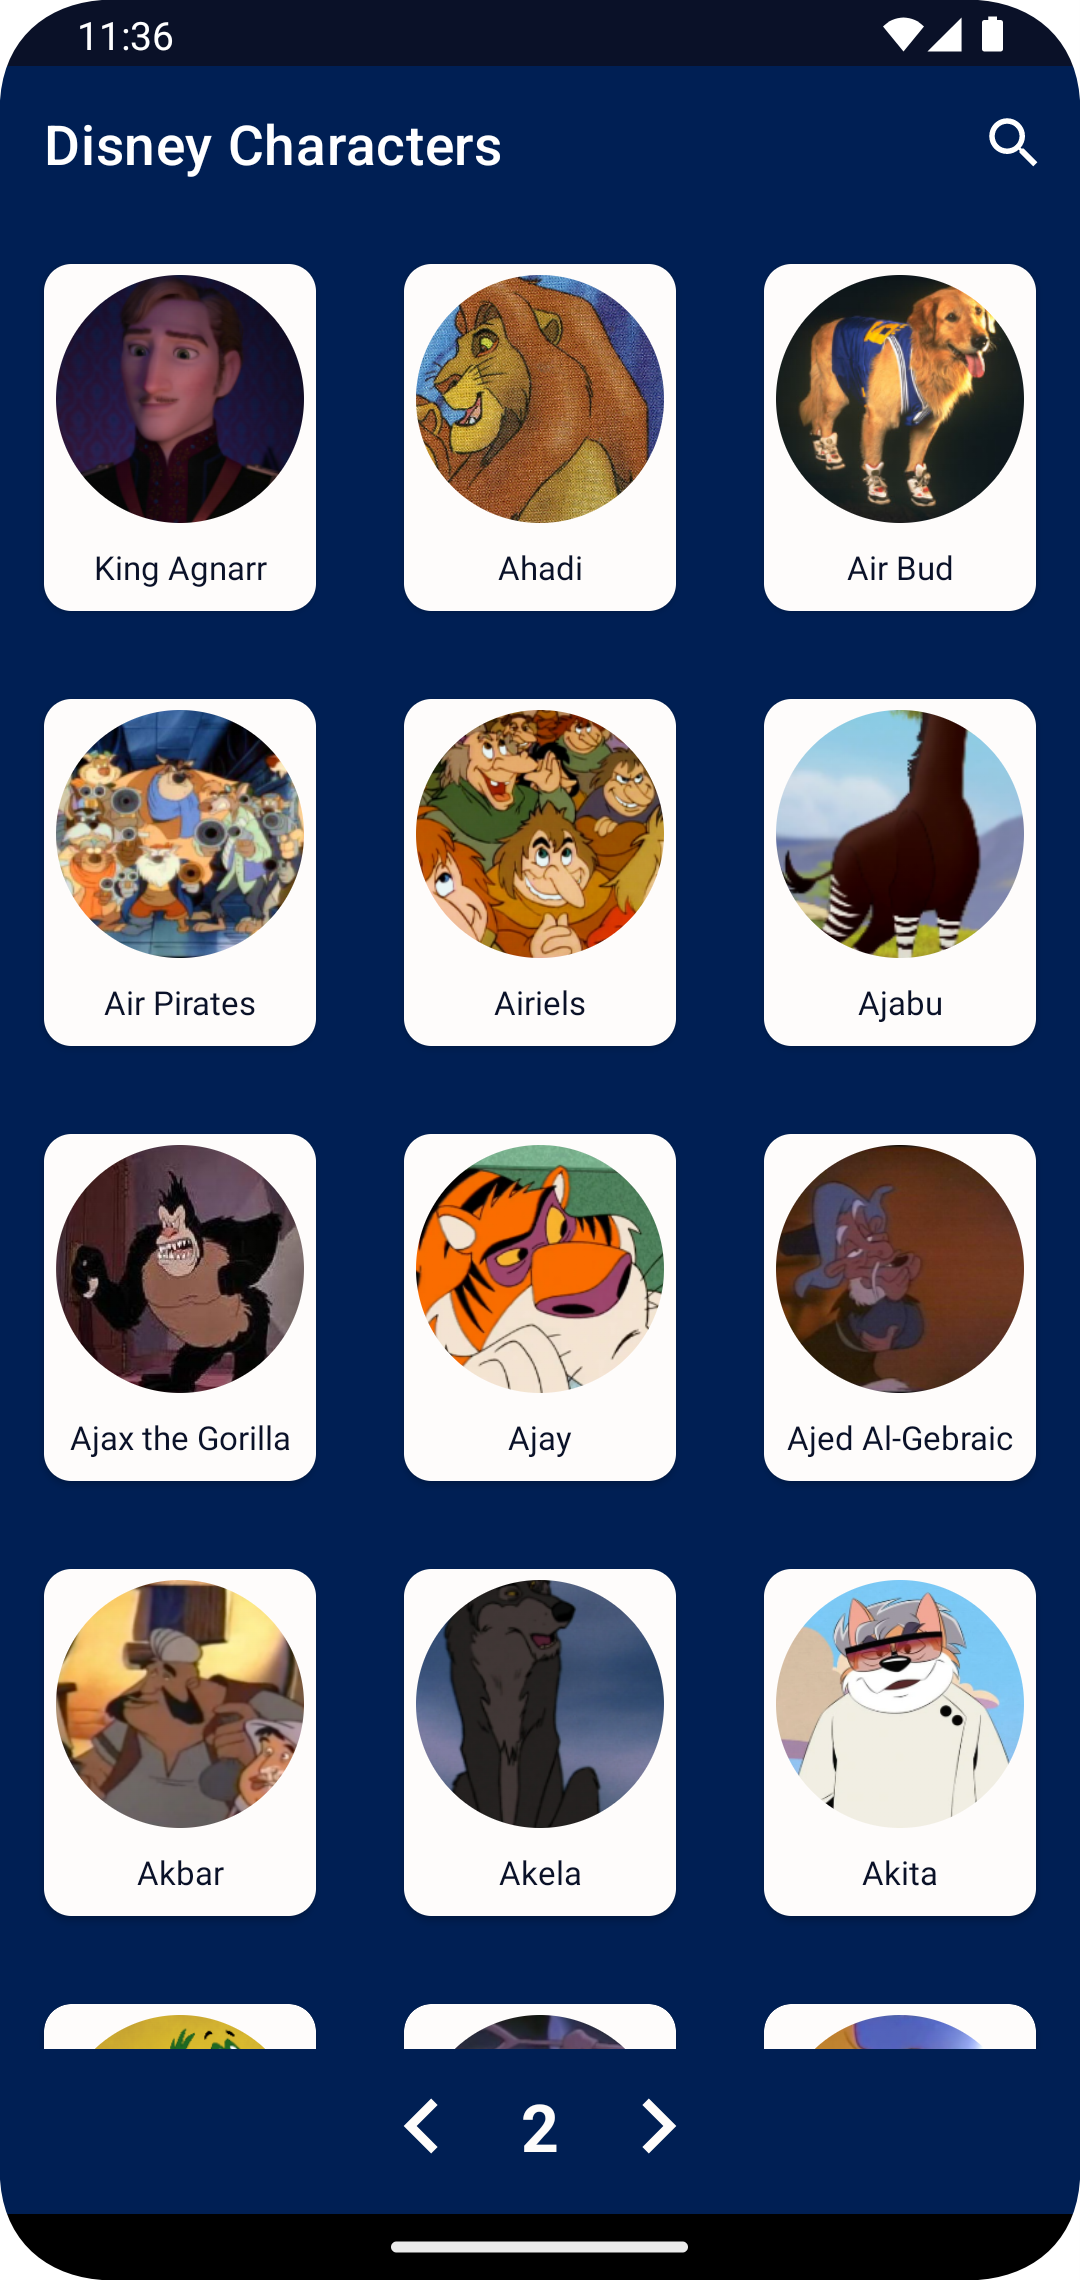 11:36
Disney Characters
King Agnarr
Ahadi
Air Bud
Air Pirates
Airiels
Ajabu
Ajax the Gorilla
Ajay
Ajed Al-Gebraic
Akbar
Akela
Akita
2